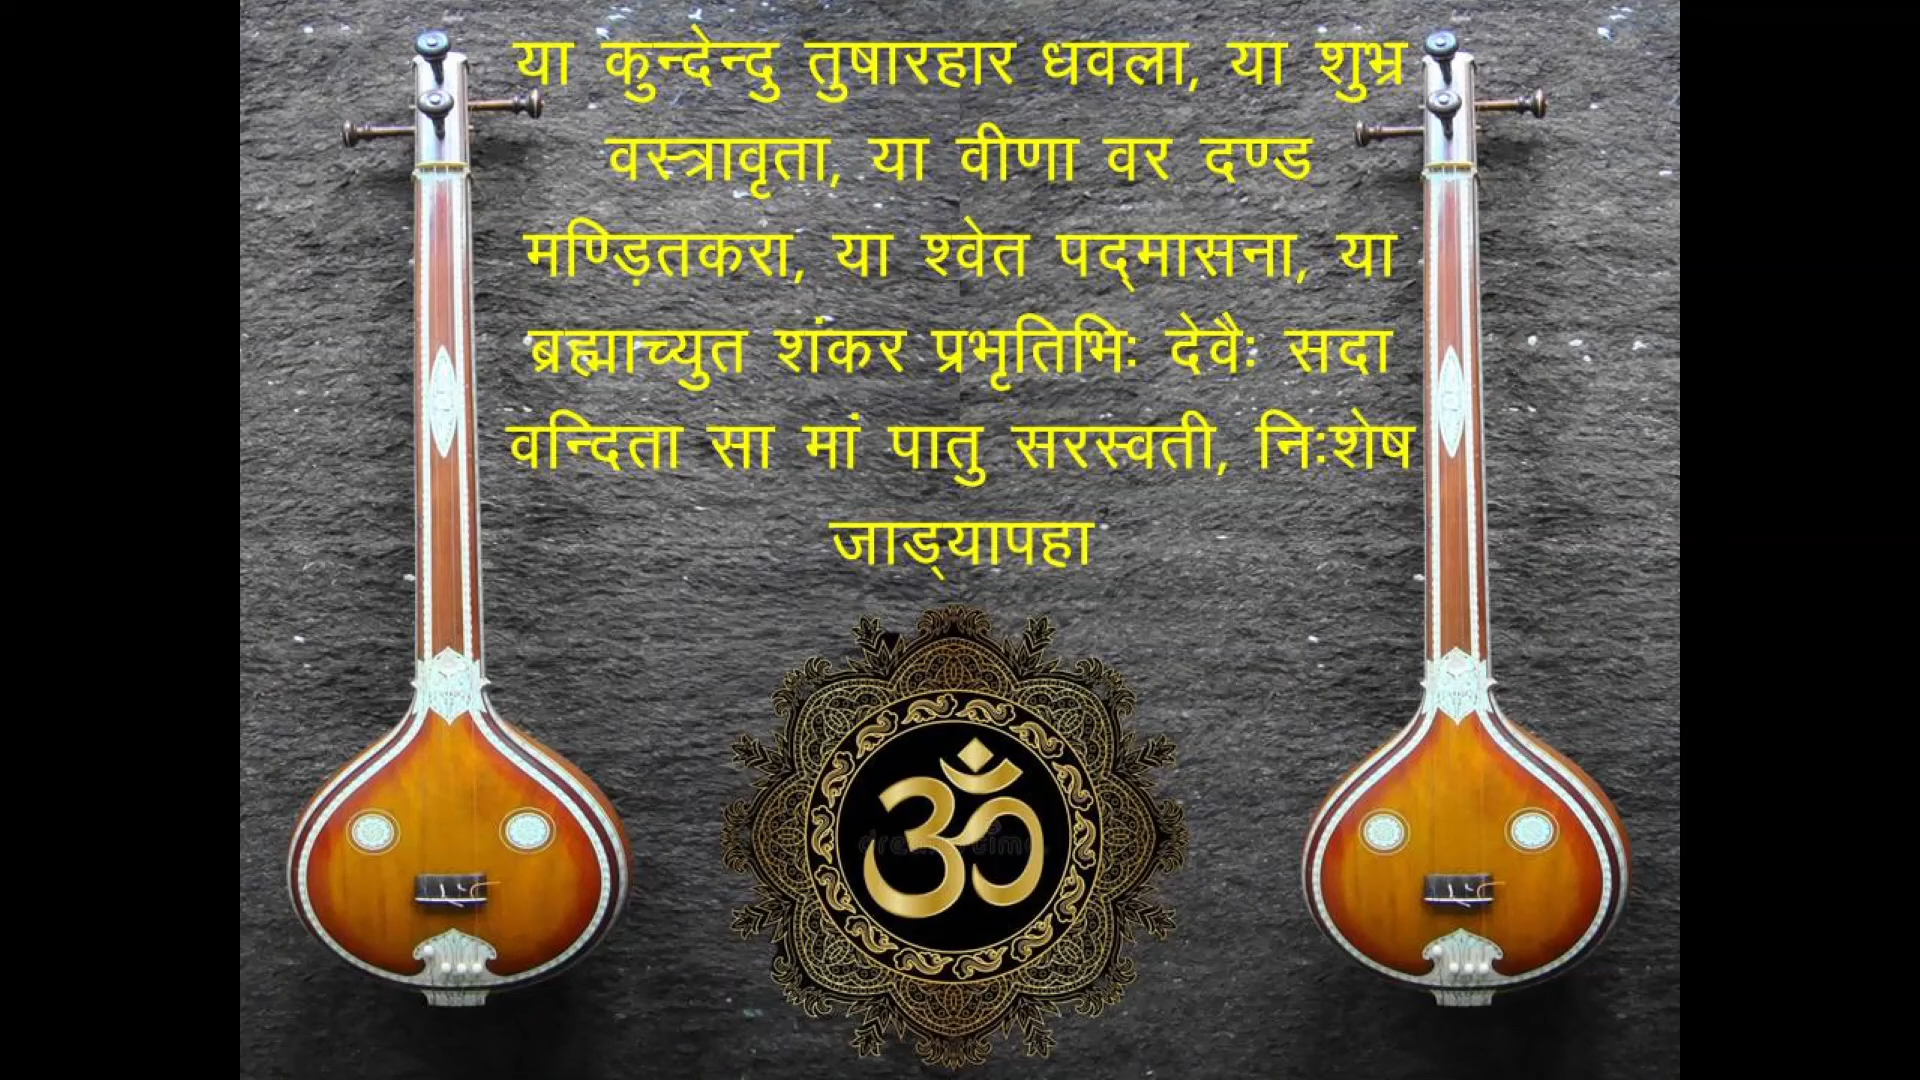 या कुन्देन्दु तुषारहार धवला, या शुभ्र
वस्त्रावृता, या वीणा वर दण्ड
मण्ड़ितकरा, या श्वेत पद्‌मासना, या
ब्रह्माच्युत शंकर प्रभृतिभिः देवैः सदा
वन्दिता सा मां पातु सरस्वती, निःशेष
जाड्‌यापहा
ॐ